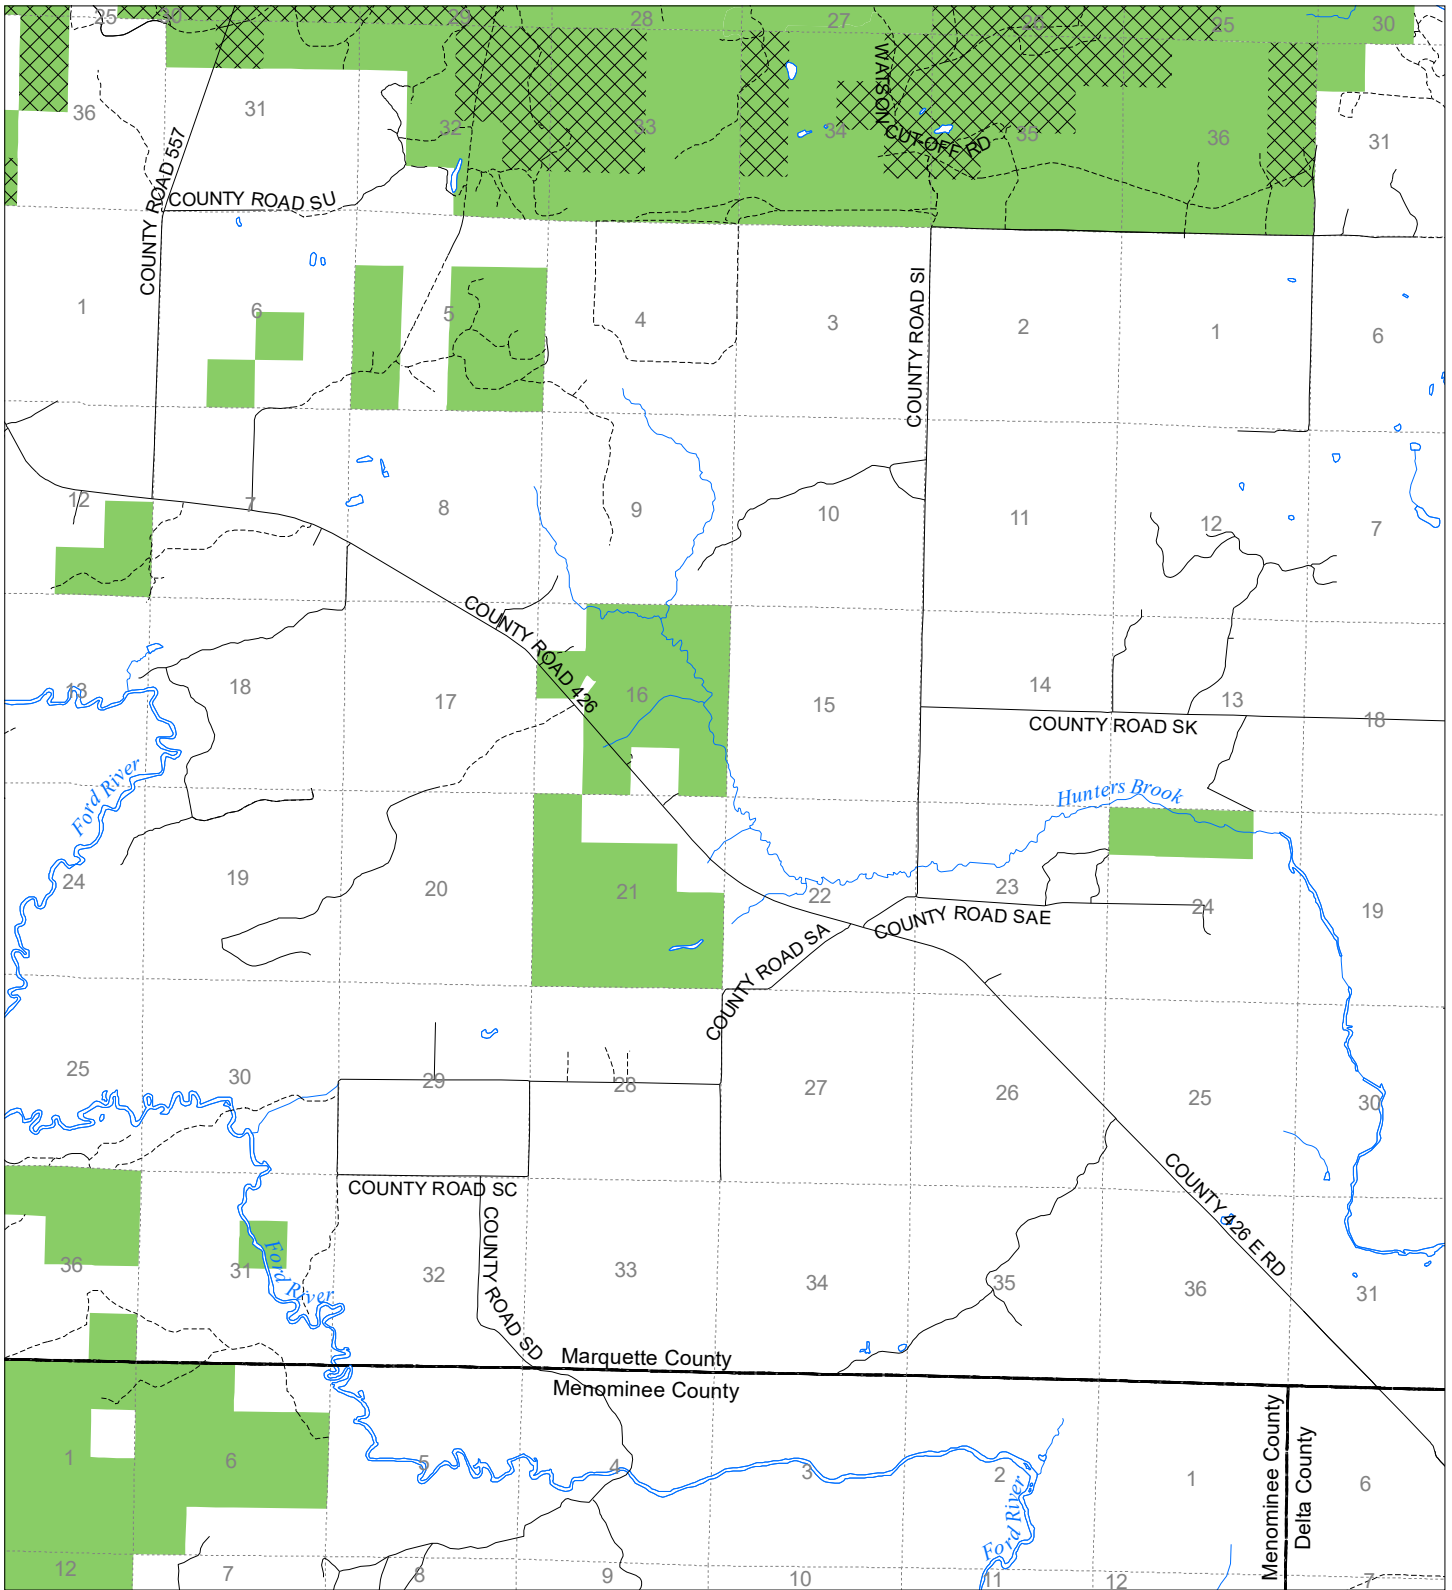 25 30 29 28 27 26 25 30
36 31 32 33 34 35 36 31
WATSON CUT-OFF RD
COUNTY ROAD 557
COUNTY ROAD SU
COUNTY ROAD SI
1 6 5 4 3 2 1 6
12 7 8 9 10 11 12 7
COUNTY ROAD 426
13 18 17 16 15 14 13 18
COUNTY ROAD SK
Ford River
Hunters Brook
24 19 20 21 22 23 24 19
COUNTY ROAD SAE
COUNTY ROAD SA
25 30 29 28 27 26 25 30
COUNTY ROAD SC
COUNTY ROAD SD
COUNTY 426 E RD
36 31 32 33 34 35 36 31
Ford River
Marquette County
Menominee County
Menominee County
Delta County
1 6 5 4 3 2 1 6
Ford River
12 7 8 9 10 11 12 7